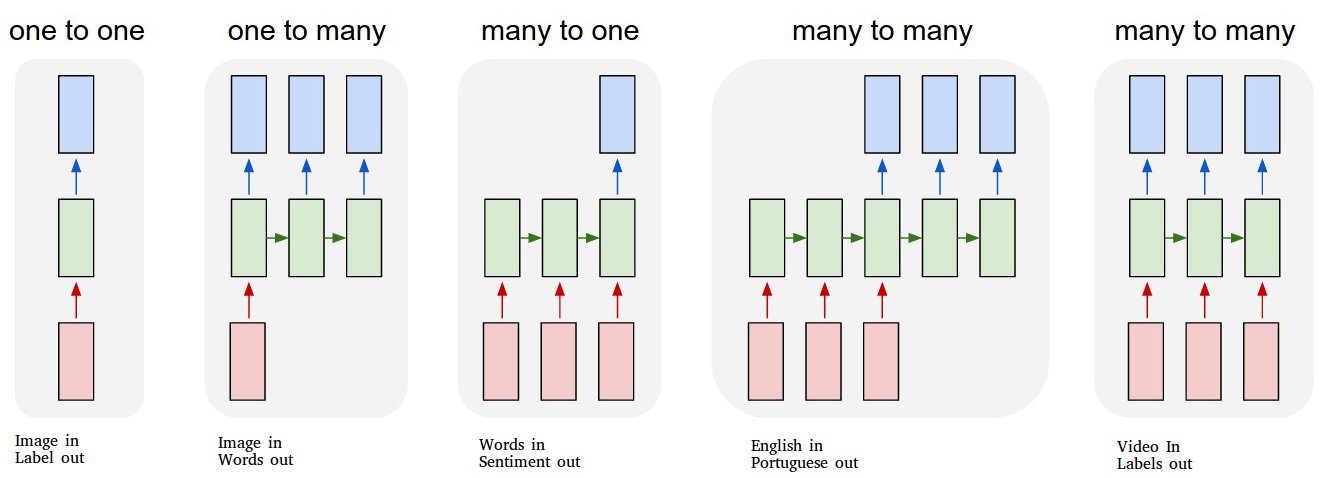 one to one
one to many
many to one
many to many
many to many
Image in
Label out
Image in
Words out
Words in
Sentiment out
English in
Portuguese out
Video In
Labels out